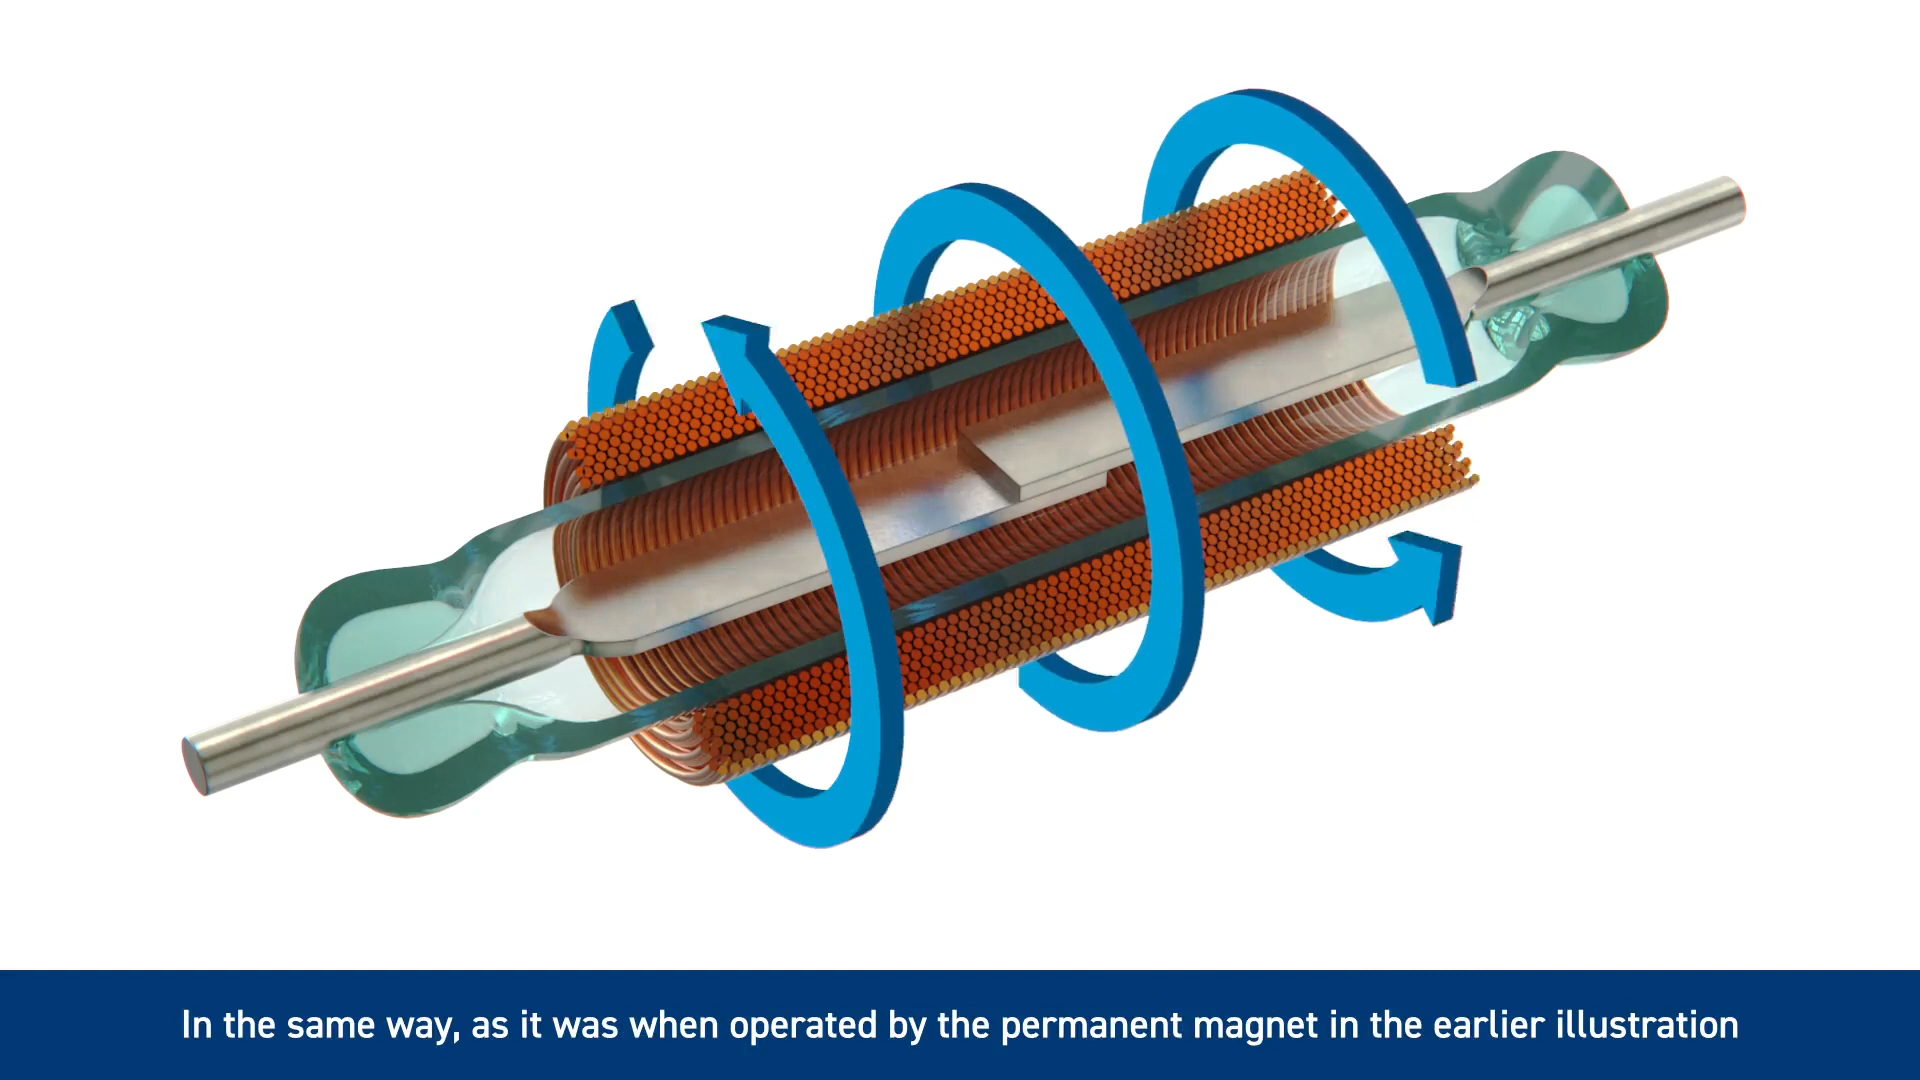 In the same way, as it was when operated by the permanent magnet in the earlier illustration